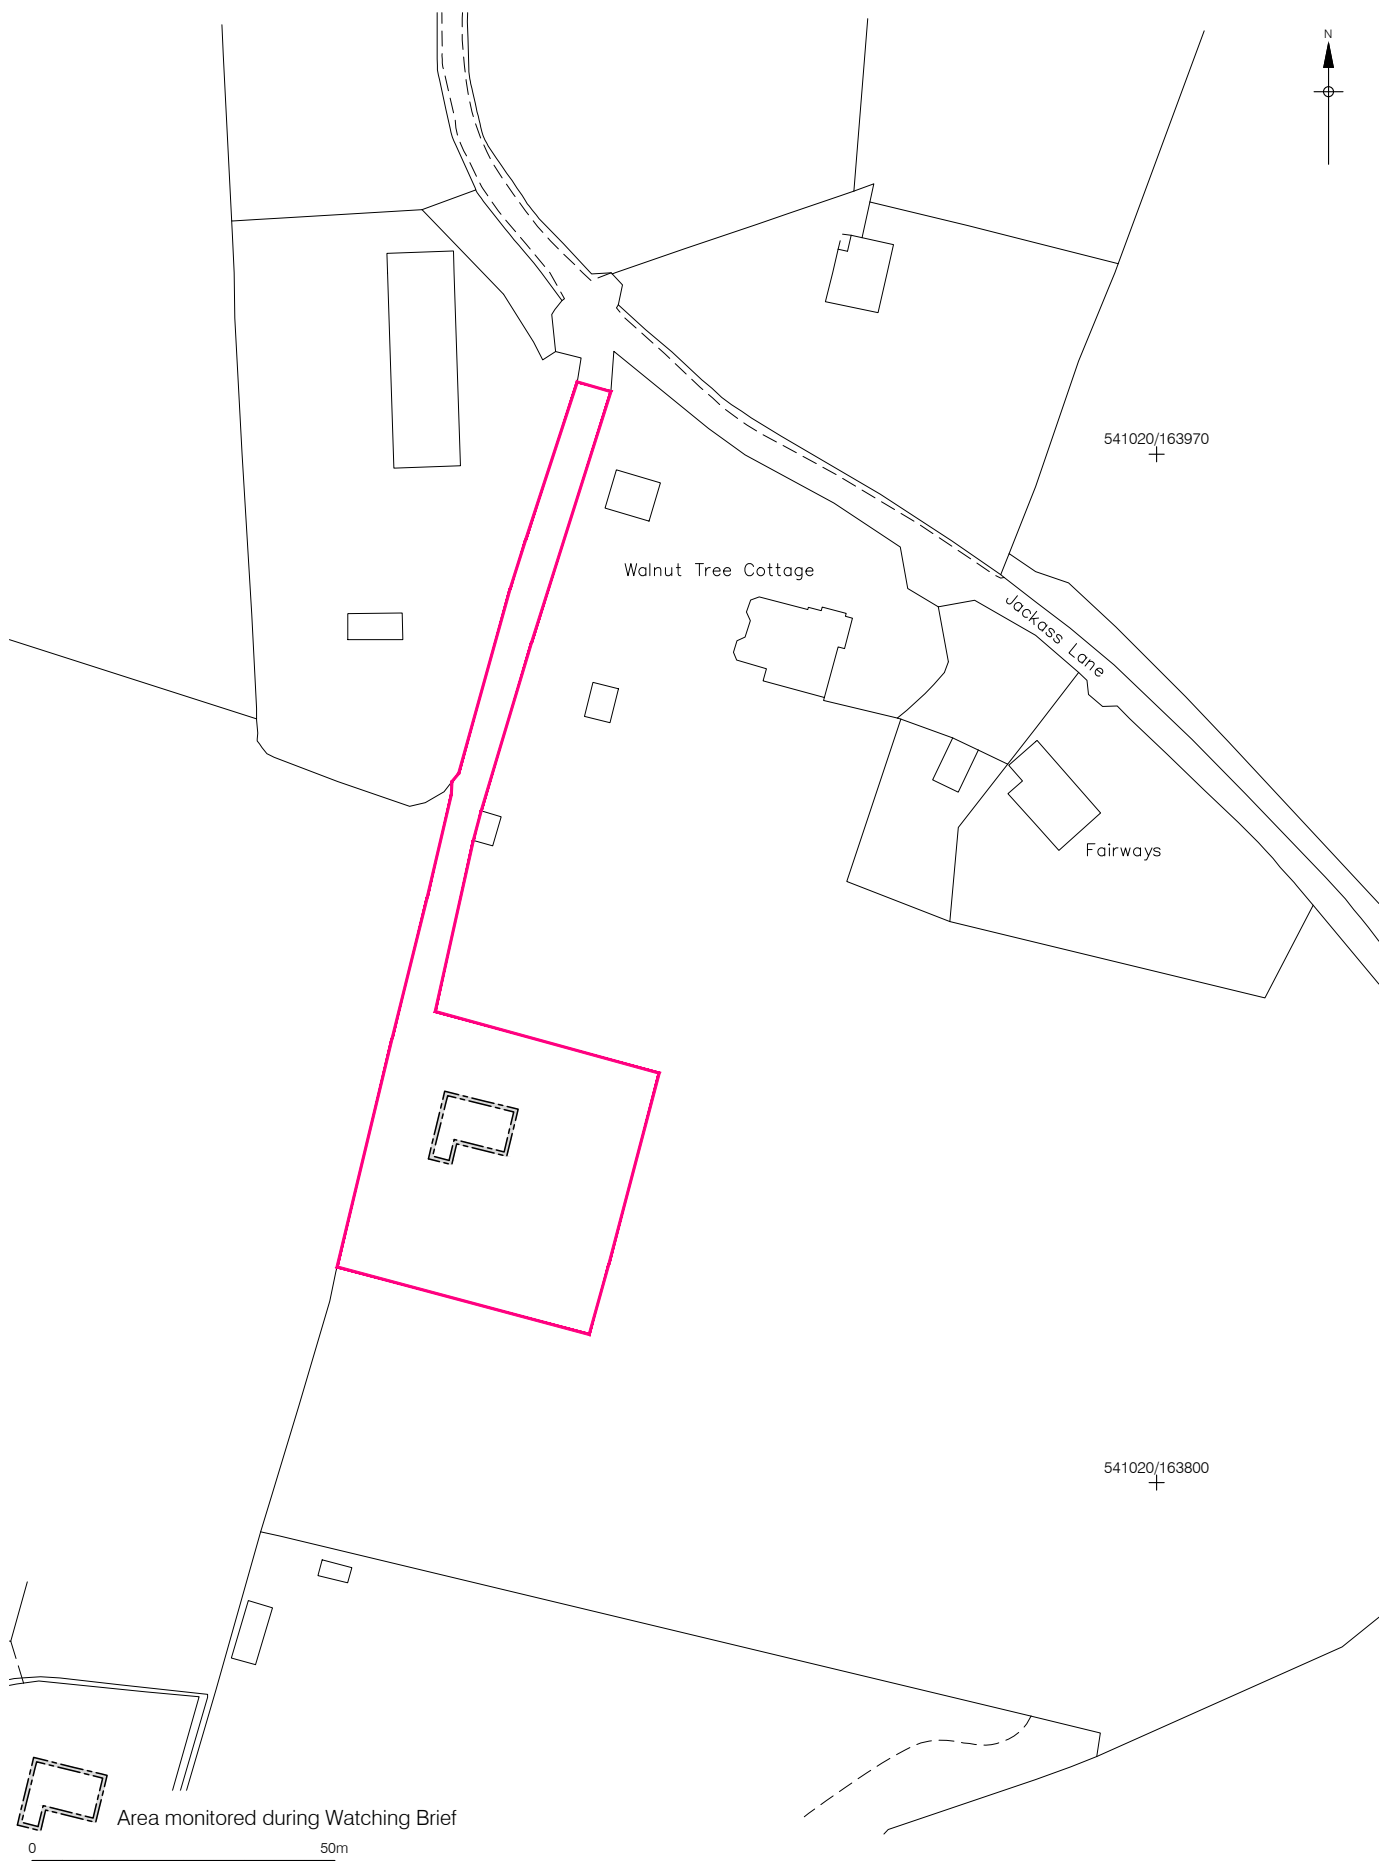 N
541020/163970
Walnut Tree Cottage
Jackass Lane
Fairways
541020/163800
Area monitored during Watching Brief
0 50m